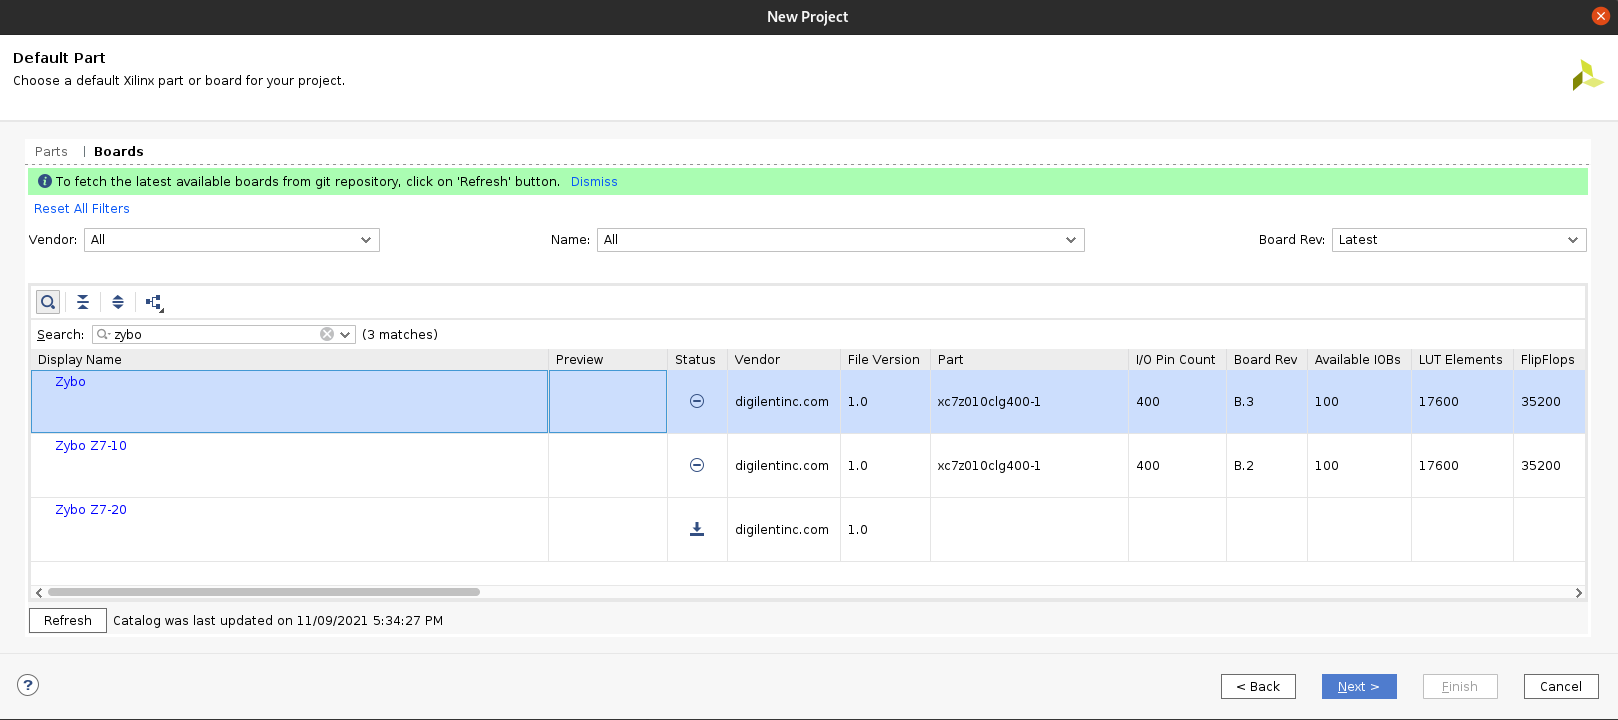 New Project
Default Part
Choose a default Xilinx part or board for your project.
Parts | Boards
To fetch the latest available boards from git repository, click on 'Refresh' button. Dismiss
Reset All Filters
Vendor: All Name: All Board Rev: Latest
Search: zybo (3 matches)
Display Name Preview Status Vendor File Version Part I/O Pin Count Board Rev Available IOBs LUT Elements FlipFlops
Zybo digilentinc.com 1.0 xc7z010clg400-1 400 B.3 100 17600 35200
Zybo Z7-10 digilentinc.com 1.0 xc7z010clg400-1 400 B.2 100 17600 35200
Zybo Z7-20 digilentinc.com 1.0
Refresh Catalog was last updated on 11/09/2021 5:34:27 PM
? < Back Next > Finish Cancel